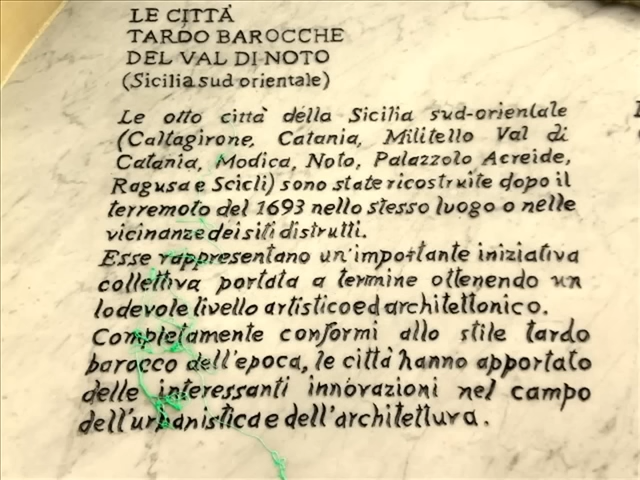 LE CITTÀ
TARDO BAROCCHE
DEL VAL DI NOTO
(Sicilia sud orientale)
Le otto città della Sicilia sud-orientale
(Caltagirone, Catania, Militello Val di
Catania, Modica, Noto, Palazzolo Acreide,
Ragusa e Scicli) sono state ricostruite dopo il
terremoto del 1693 nello stesso luogo o nelle
vicinanze dei siti distrutti.
Esse rappresentano un'importante iniziativa
collettiva portata a termine ottenendo un
lodevole livello artistico ed architettonico.
Completamente conformi allo stile tardo
barocco dell'epoca, le città hanno apportato
delle interessanti innovazioni nel campo
dell'urbanistica e dell'architettura.